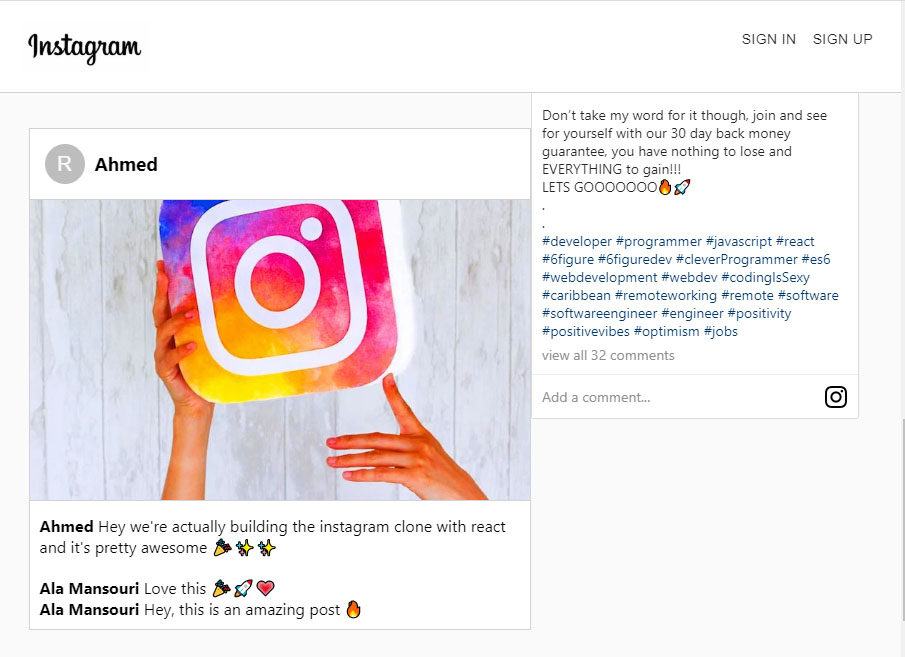 Instagram
SIGN IN SIGN UP
R Ahmed
Ahmed Hey we're actually building the instagram clone with react
and it's pretty awesome 🎉✨✨
Ala Mansouri Love this 🎉🚀💗
Ala Mansouri Hey, this is an amazing post 🔥
Don’t take my word for it though, join and see
for yourself with our 30 day back money
guarantee, you have nothing to lose and
EVERYTHING to gain!!!
LETS GOOOOOOO🔥🚀
.
.
#developer #programmer #javascript #react
#6figure #6figuredev #cleverProgrammer #es6
#webdevelopment #webdev #codingIsSexy
#caribbean #remoteworking #remote #software
#softwareengineer #engineer #positivity
#positivevibes #optimism #jobs
view all 32 comments
Add a comment...